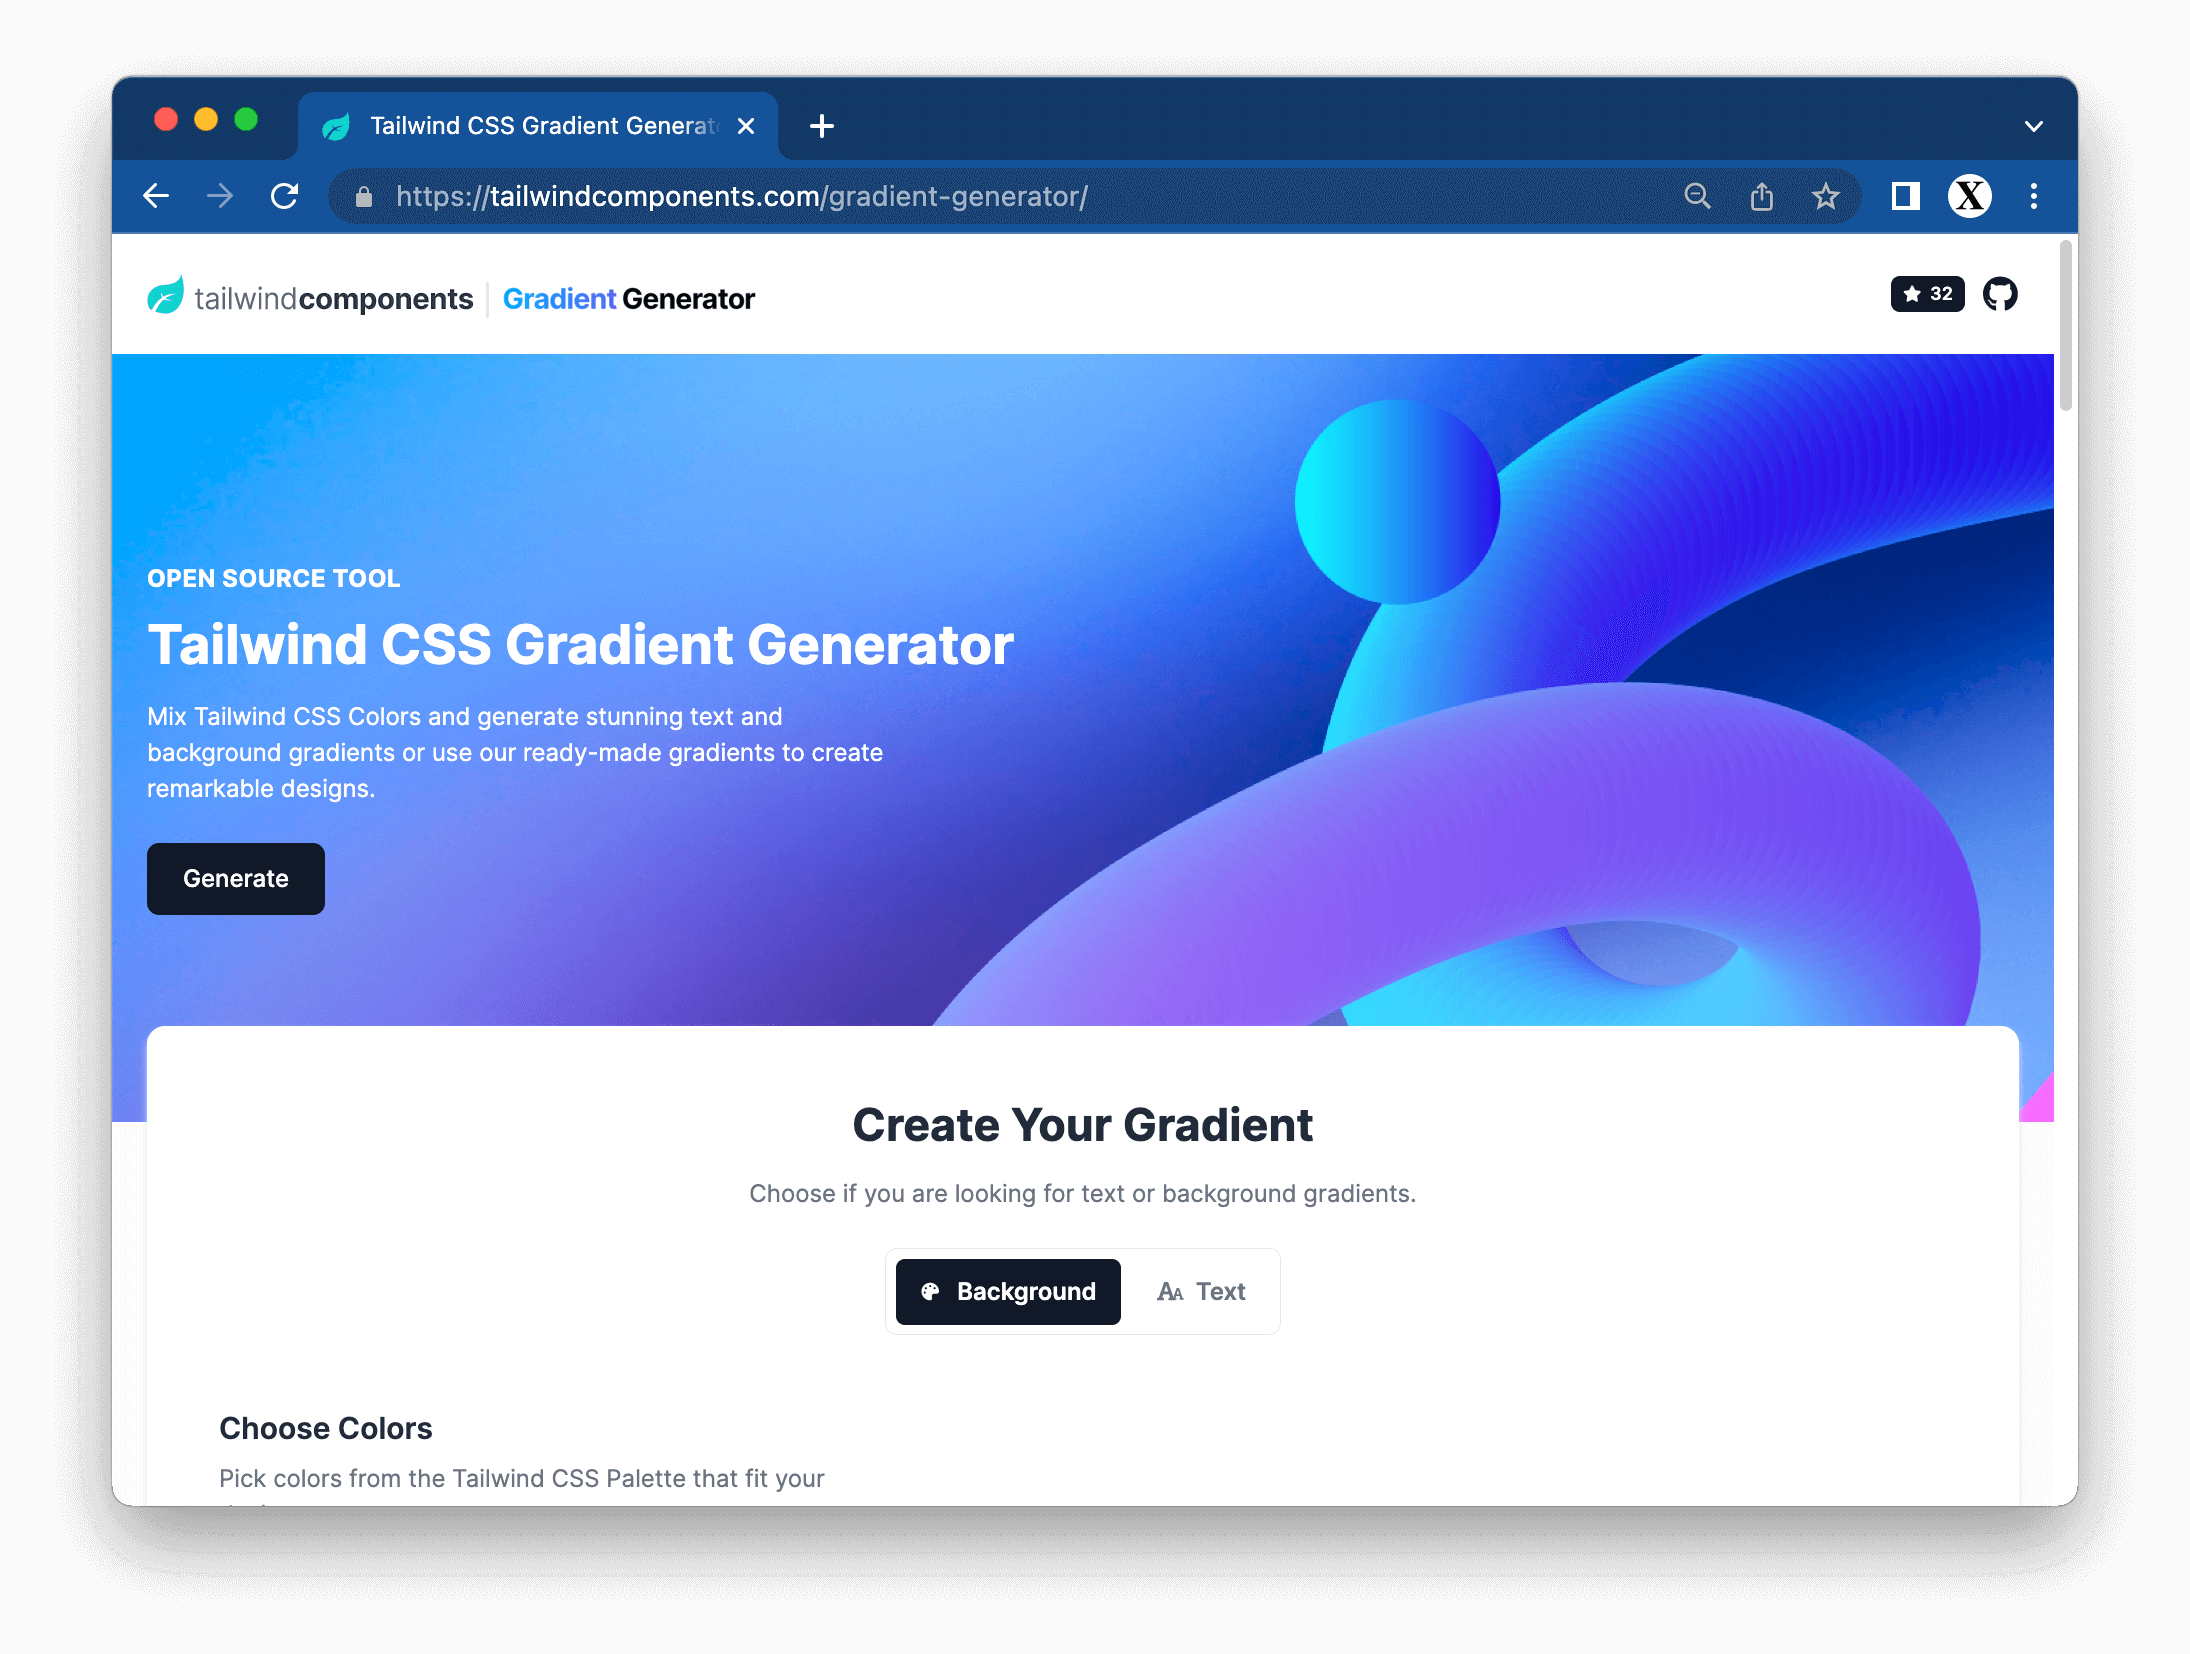 Tailwind CSS Gradient Generat
https://tailwindcomponents.com/gradient-generator/
X
tailwindcomponents Gradient Generator
32
OPEN SOURCE TOOL
Tailwind CSS Gradient Generator
Mix Tailwind CSS Colors and generate stunning text and
background gradients or use our ready-made gradients to create
remarkable designs.
Generate
Create Your Gradient
Choose if you are looking for text or background gradients.
Background
AA Text
Choose Colors
Pick colors from the Tailwind CSS Palette that fit your